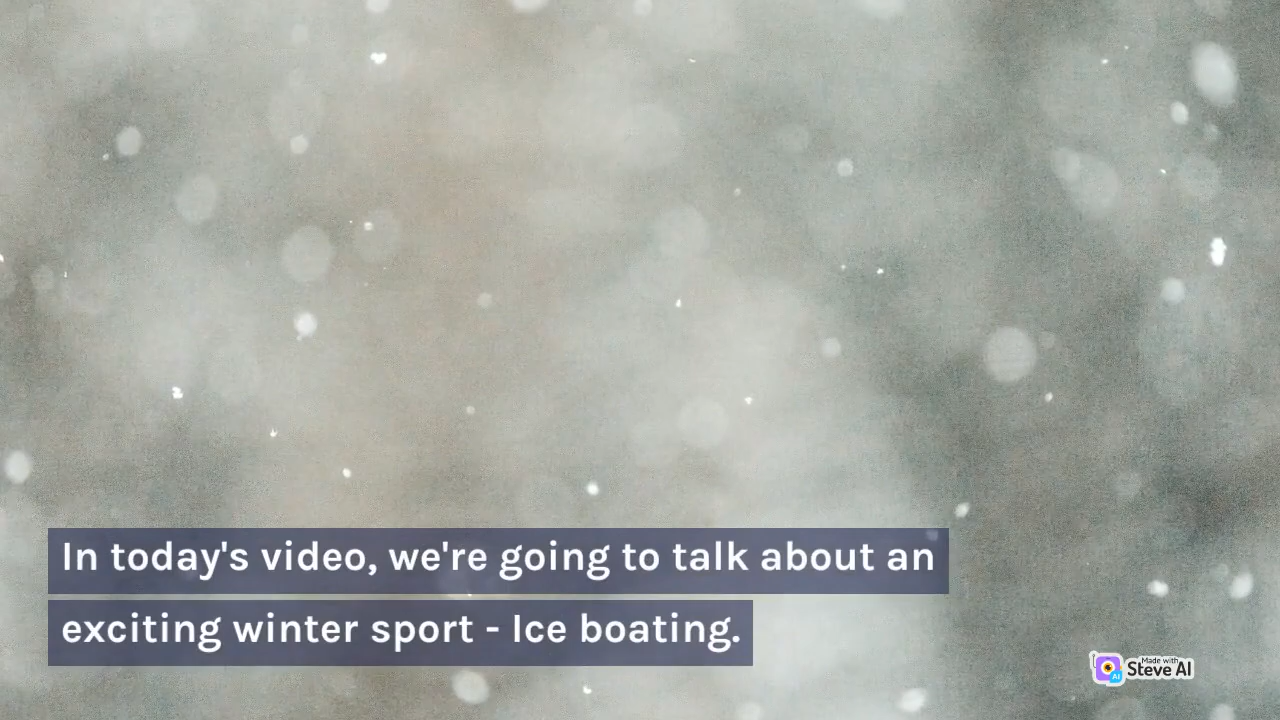 In today's video, we're going to talk about an
exciting winter sport - Ice boating.
Made with
Steve AI
AI